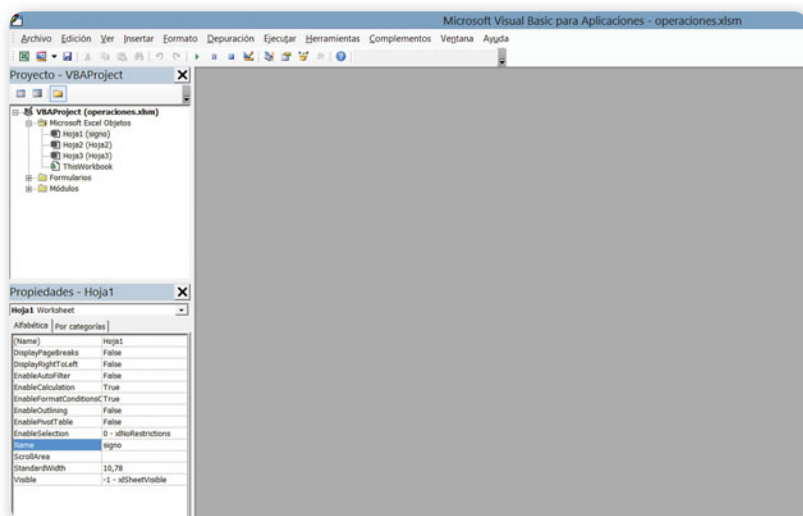 Microsoft Visual Basic para Aplicaciones - operaciones.xlsm
Archivo Edición Ver Insertar Formato Depuración Ejecutar Herramientas Complementos Ventana Ayuda
Proyecto - VBAProject
VBAProject (operaciones.xlsm)
Microsoft Excel Objetos
Hoja1 (signo)
Hoja2 (Hoja2)
Hoja3 (Hoja3)
ThisWorkbook
Formularios
Módulos
Propiedades - Hoja1
Hoja1 Worksheet
Alfabética Por categorías
(Name) Hoja1
DisplayPageBreaks False
DisplayRightToLeft False
EnableAutoFilter False
EnableCalculation True
EnableFormatConditionsC True
EnableOutlining False
EnablePivotTable False
EnableSelection 0 - xlNoRestrictions
Name signo
ScrollArea
StandardWidth 10,78
Visible -1 - xlSheetVisible